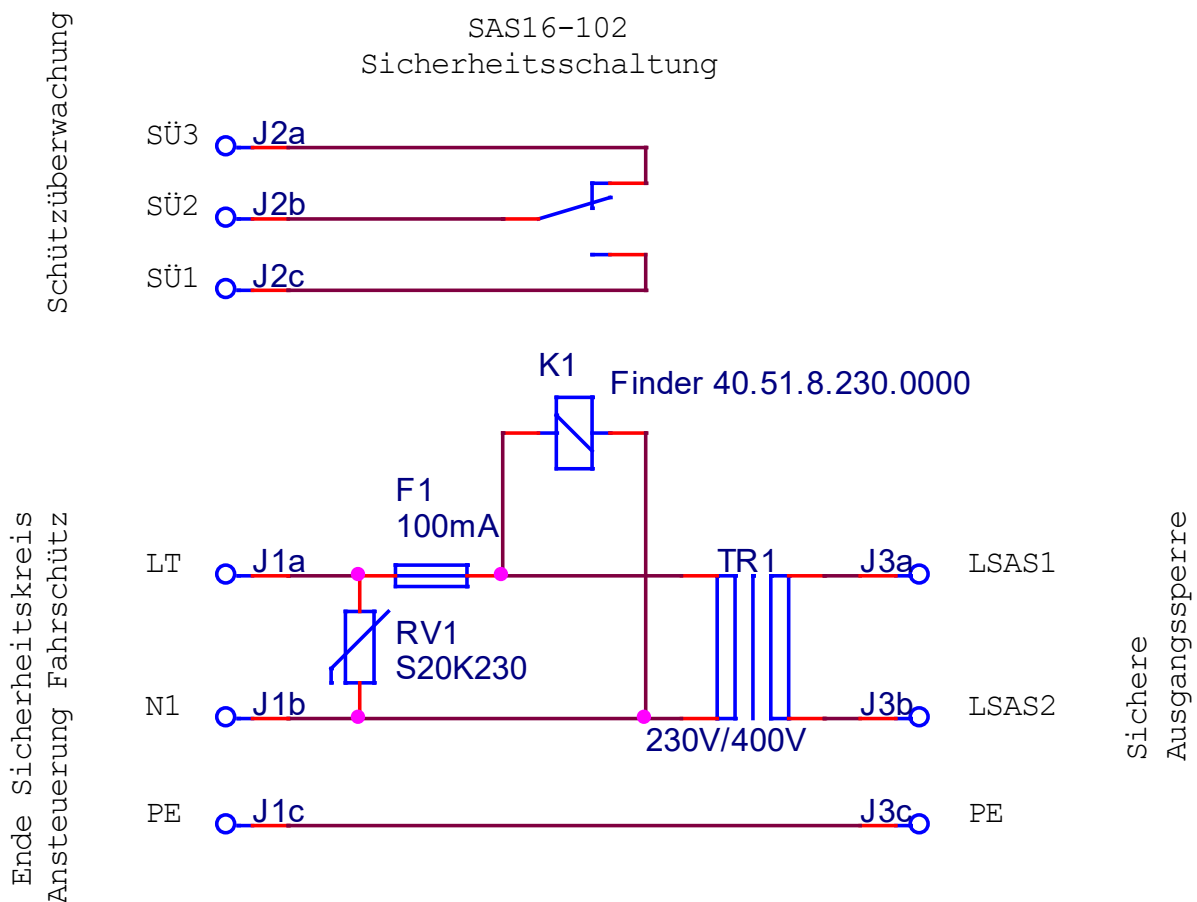 SAS16-102
Sicherheitsschaltung
Schützüberwachung
SÜ3 J2a
SÜ2 J2b
SÜ1 J2c
K1
Finder 40.51.8.230.0000
Ende Sicherheitskreis
Ansteuerung Fahrschütz
F1
100mA
LT J1a TR1 J3a LSAS1
RV1
S20K230
N1 J1b J3b LSAS2
230V/400V
PE J1c J3c PE
Sichere
Ausgangssperre